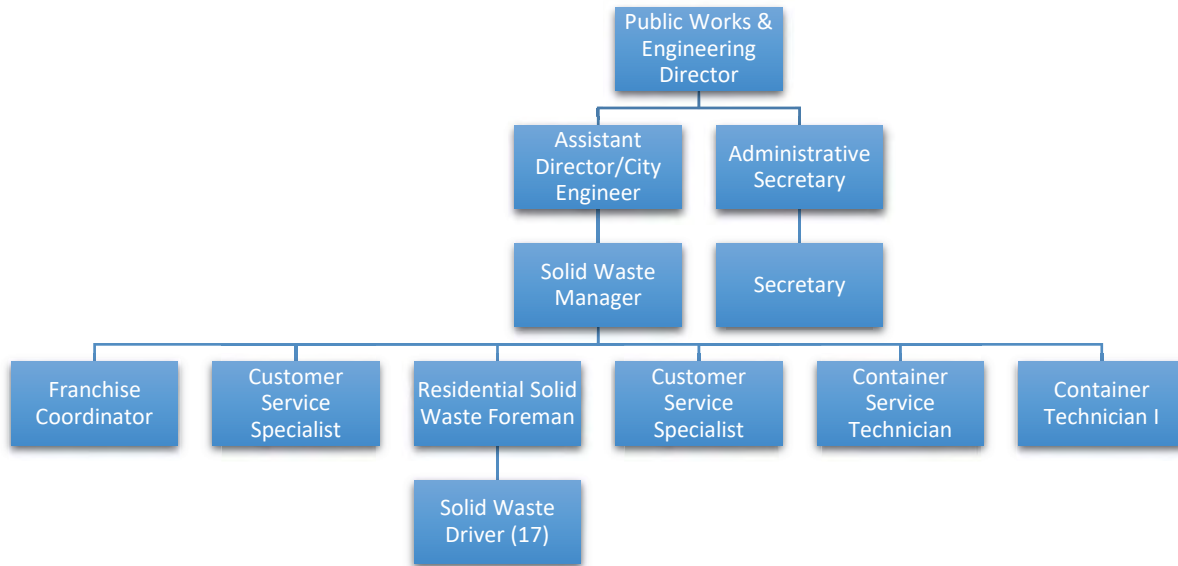 Public Works &
Engineering
Director
Assistant
Director/City
Engineer
Administrative
Secretary
Solid Waste
Manager
Secretary
Franchise
Coordinator
Customer
Service
Specialist
Residential Solid
Waste Foreman
Customer
Service
Specialist
Container
Service
Technician
Container
Technician I
Solid Waste
Driver (17)